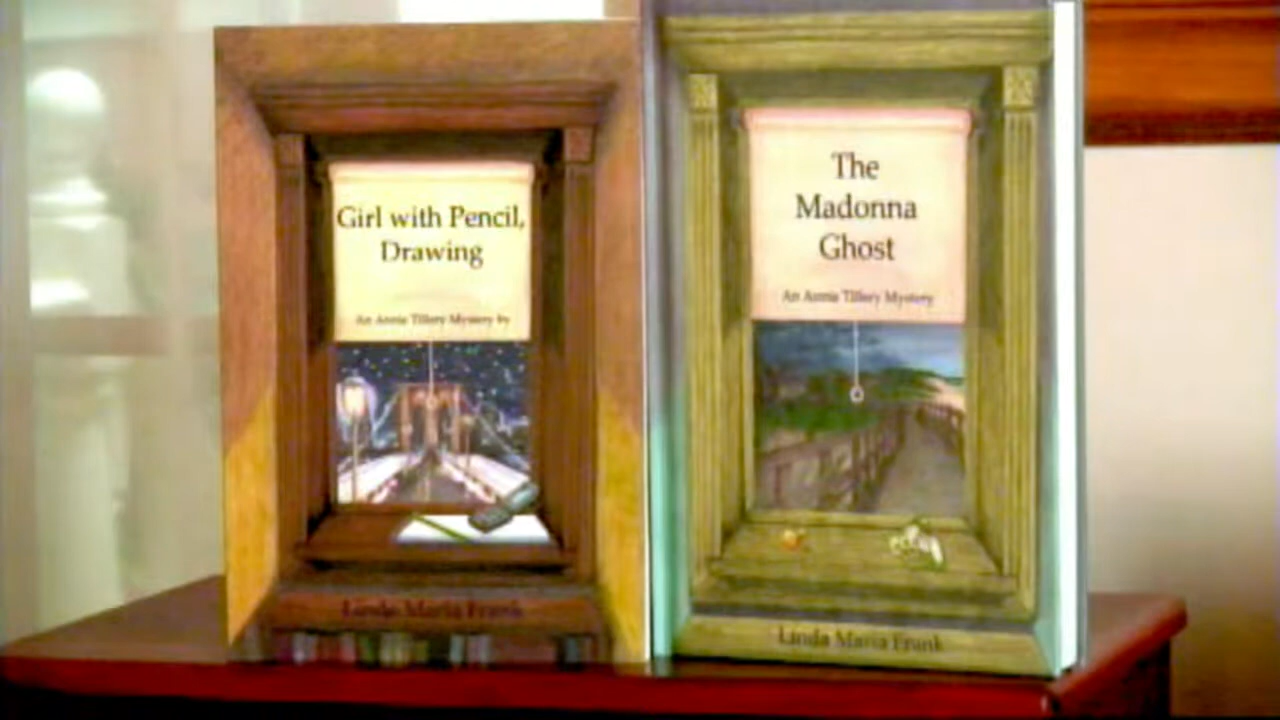 Girl with Pencil,
Drawing
An Annie Tillery Mystery by
Linda Maria Frank
The
Madonna
Ghost
An Annie Tillery Mystery
Linda Maria Frank